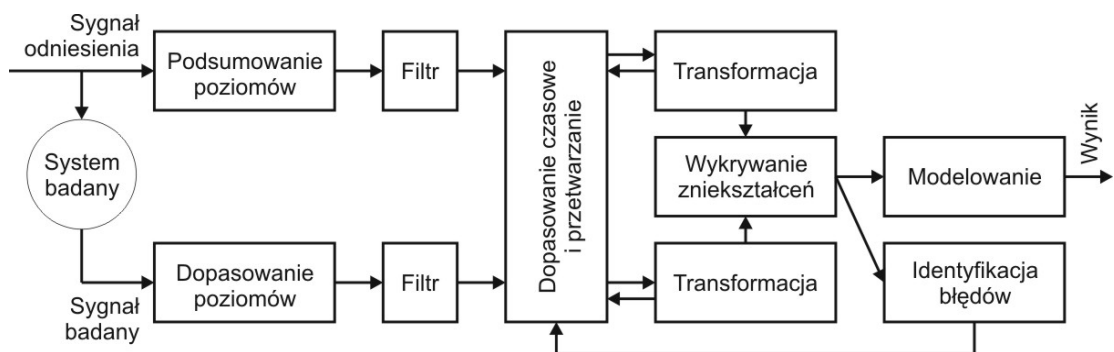 Sygnał
odniesienia
Podsumowanie
poziomów
Filtr
Dopasowanie czasowe
i przetwarzanie
Transformacja
System
badany
Wykrywanie
zniekształceń
Modelowanie
Wynik
Sygnał
badany
Dopasowanie
poziomów
Filtr
Transformacja
Identyfikacja
błędów